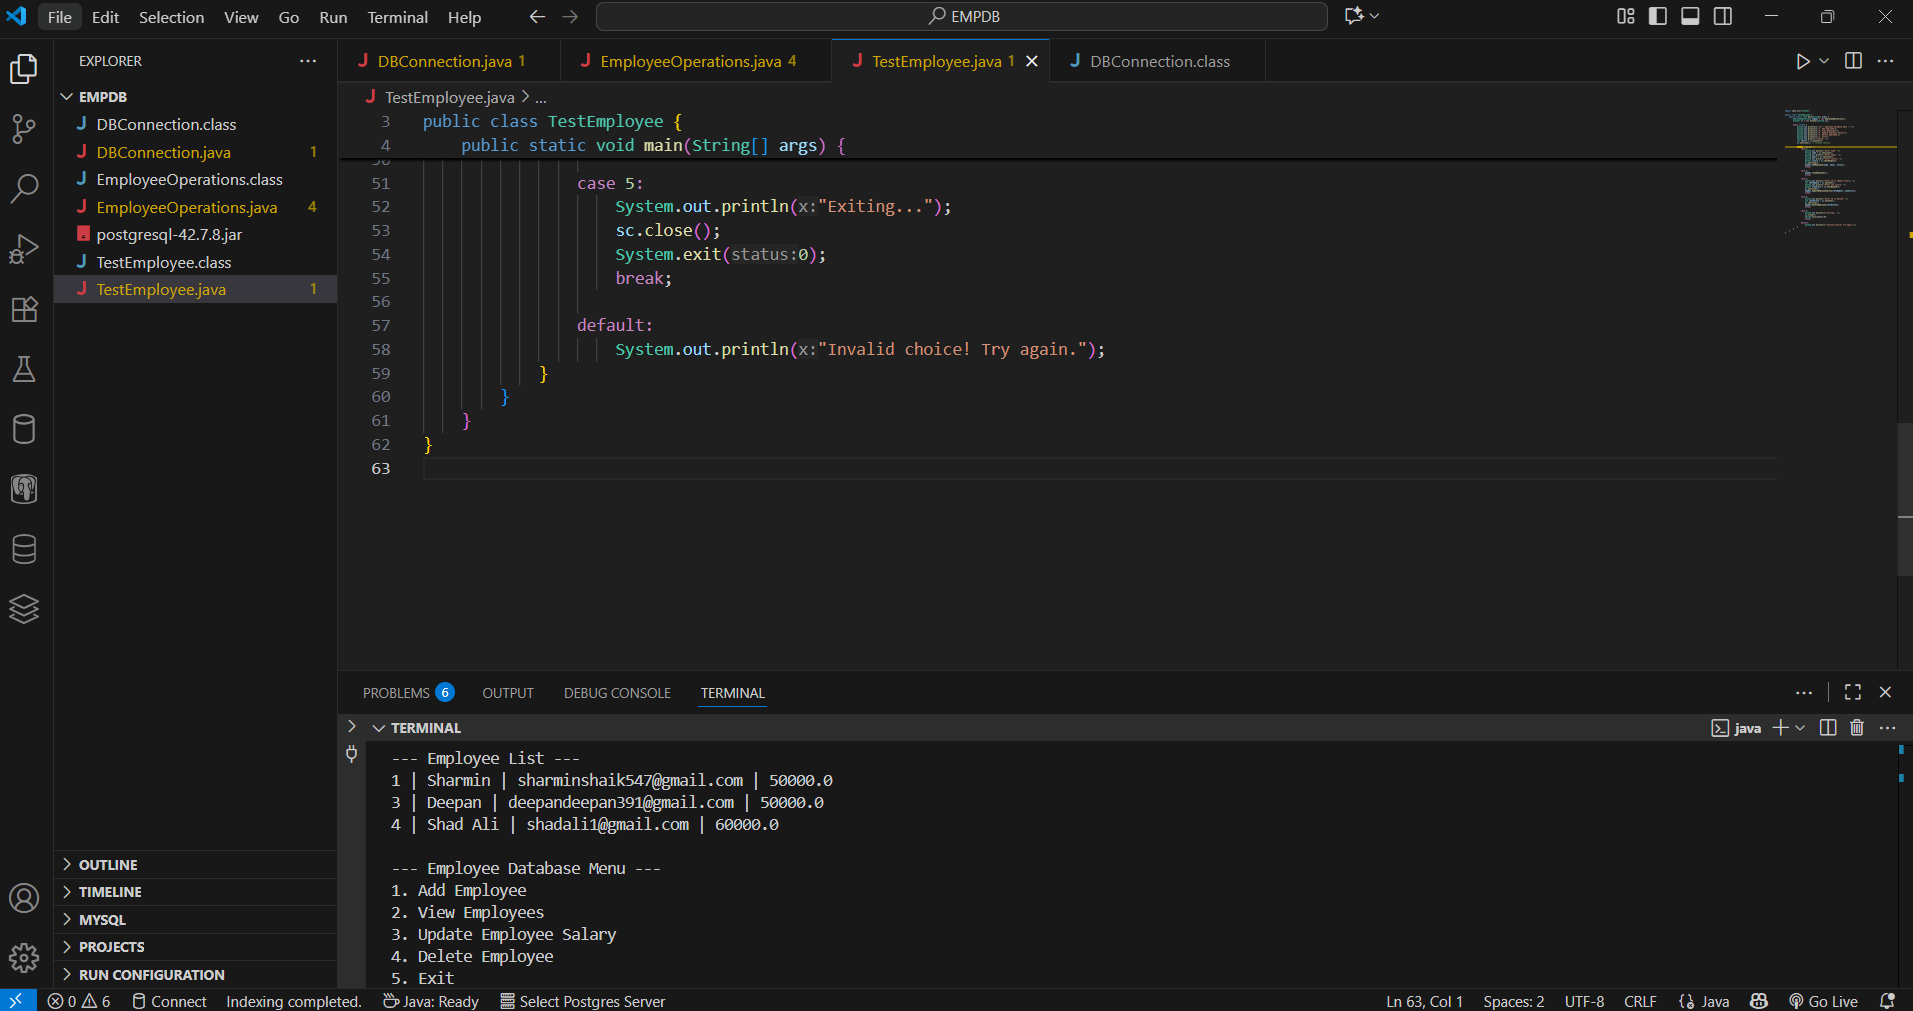 File Edit Selection View Go Run Terminal Help
EMPDB
EXPLORER
EMPDB
DBConnection.class
DBConnection.java 1
EmployeeOperations.class
EmployeeOperations.java 4
postgresql-42.7.8.jar
TestEmployee.class
TestEmployee.java 1
OUTLINE
TIMELINE
MYSQL
PROJECTS
RUN CONFIGURATION
DBConnection.java 1 EmployeeOperations.java 4 TestEmployee.java 1 DBConnection.class
TestEmployee.java > ...
3 public class TestEmployee {
4 public static void main(String[] args) {
51 case 5:
52 System.out.println(x:"Exiting...");
53 sc.close();
54 System.exit(status:0);
55 break;
56
57 default:
58 System.out.println(x:"Invalid choice! Try again.");
59 }
60 }
61 }
62 }
63
PROBLEMS 6 OUTPUT DEBUG CONSOLE TERMINAL
TERMINAL java
--- Employee List ---
1 | Sharmin | sharminshaik547@gmail.com | 50000.0
3 | Deepan | deepandeepan391@gmail.com | 50000.0
4 | Shad Ali | shadali1@gmail.com | 60000.0
--- Employee Database Menu ---
1. Add Employee
2. View Employees
3. Update Employee Salary
4. Delete Employee
5. Exit
0 6 Connect Indexing completed. Java: Ready Select Postgres Server Ln 63, Col 1 Spaces: 2 UTF-8 CRLF Java Go Live